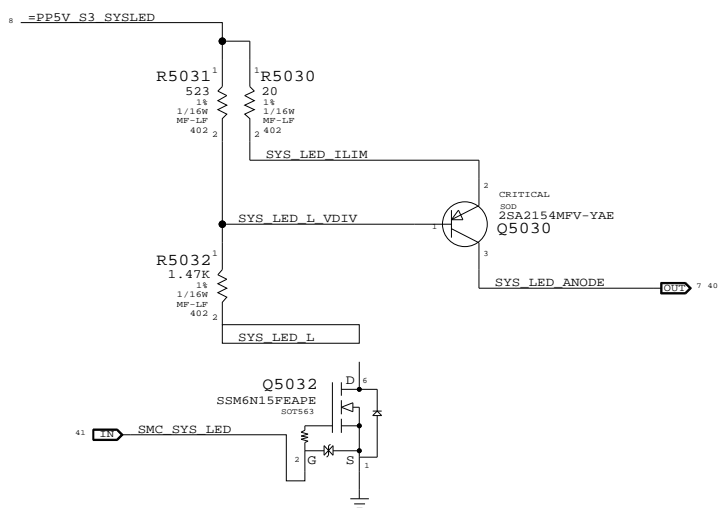 8 =PP5V_S3_SYSLED
R5031
523
1%
1/16W
MF-LF
402
1
2
R5030
20
1%
1/16W
MF-LF
402
1
2
SYS_LED_ILIM
2
CRITICAL
SOD
2SA2154MFV-YAE
Q5030
1
3
SYS_LED_L_VDIV
R5032
1.47K
1%
1/16W
MF-LF
402
1
2
SYS_LED_ANODE
OUT 7 40
SYS_LED_L
Q5032
SSM6N15FEAPE
SOT563
D 6
41 IN SMC_SYS_LED
2 G S 1